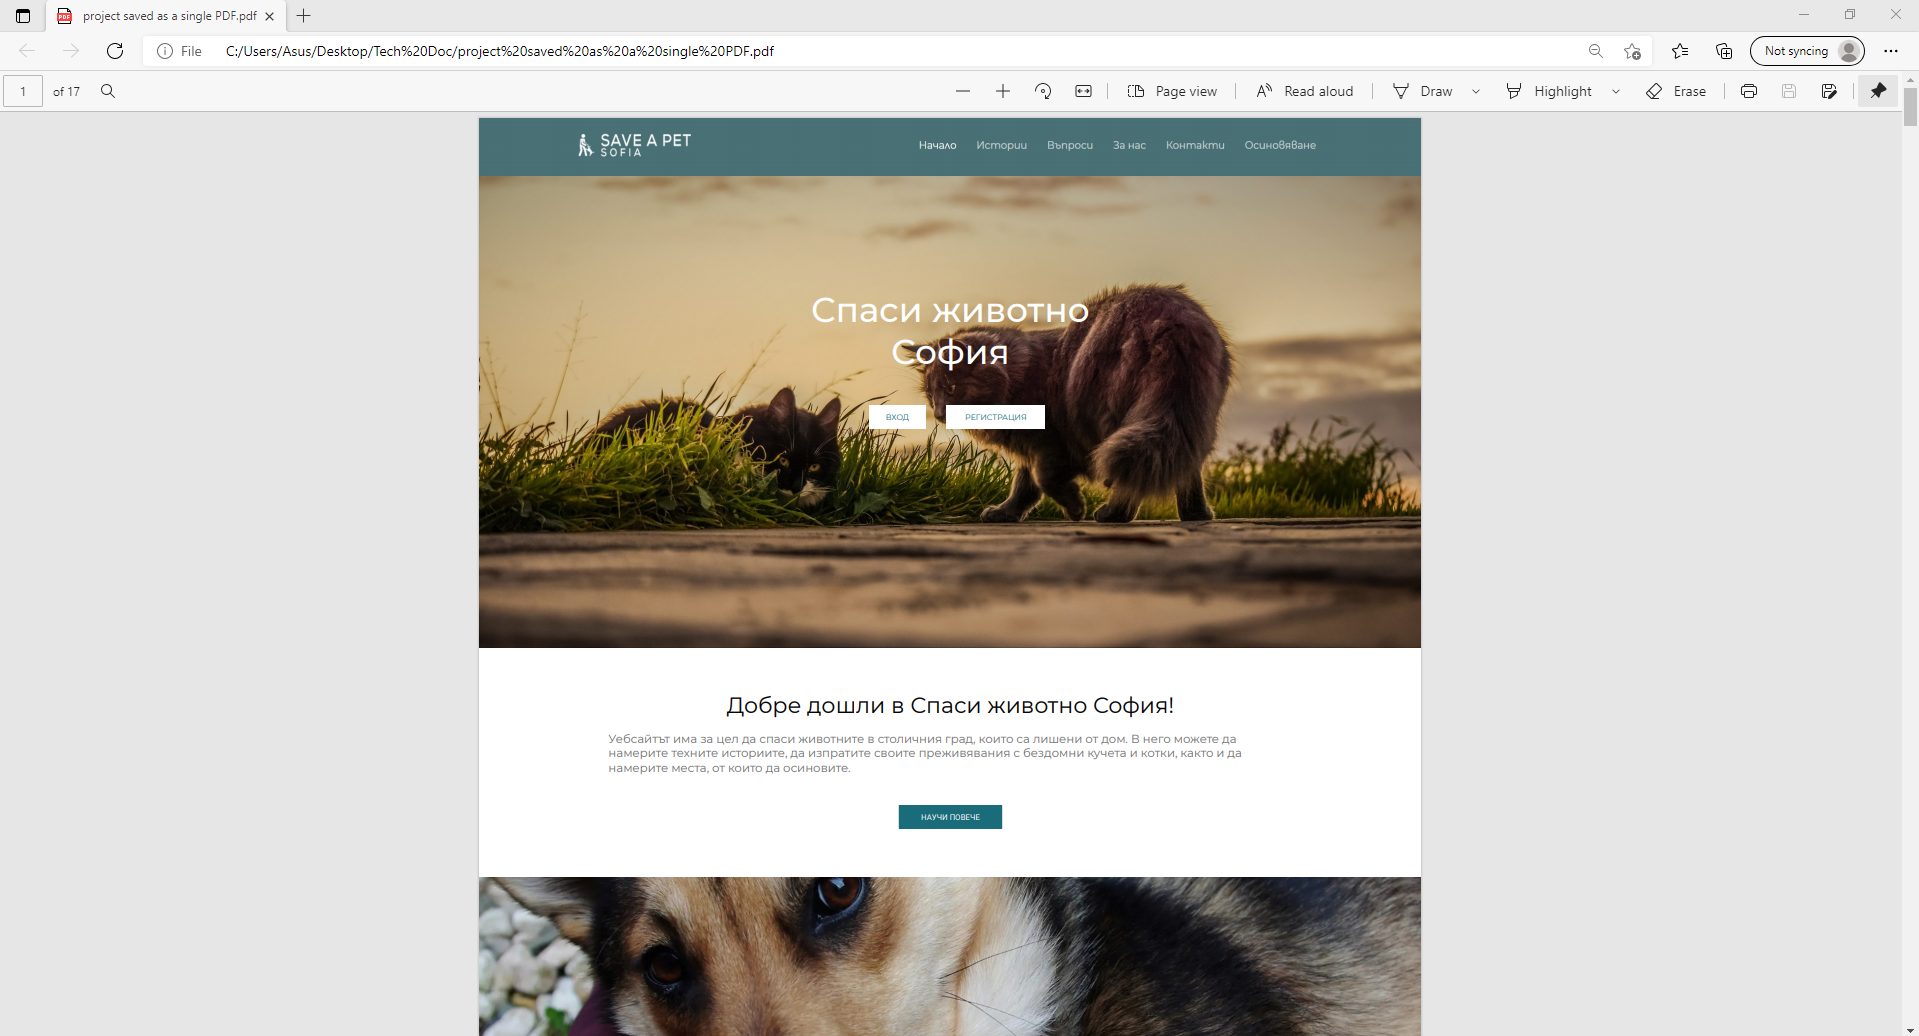 project saved as a single PDF.pdf
File
C:/Users/Asus/Desktop/Tech%20Doc/project%20saved%20as%20a%20single%20PDF.pdf
Not syncing
1 of 17
Page view
Read aloud
Draw
Highlight
Erase
SAVE A PET
SOFIA
Начало Истории Въпроси За нас Контакти Осиновяване
Спаси животно
София
ВХОД
РЕГИСТРАЦИЯ
Добре дошли в Спаси животно София!
Уебсайтът има за цел да спаси животните в столичния град, които са лишени от дом. В него можете да
намерите техните историите, да изпратите своите преживявания с бездомни кучета и котки, както и да
намерите места, от които да осиновите.
НАУЧИ ПОВЕЧЕ